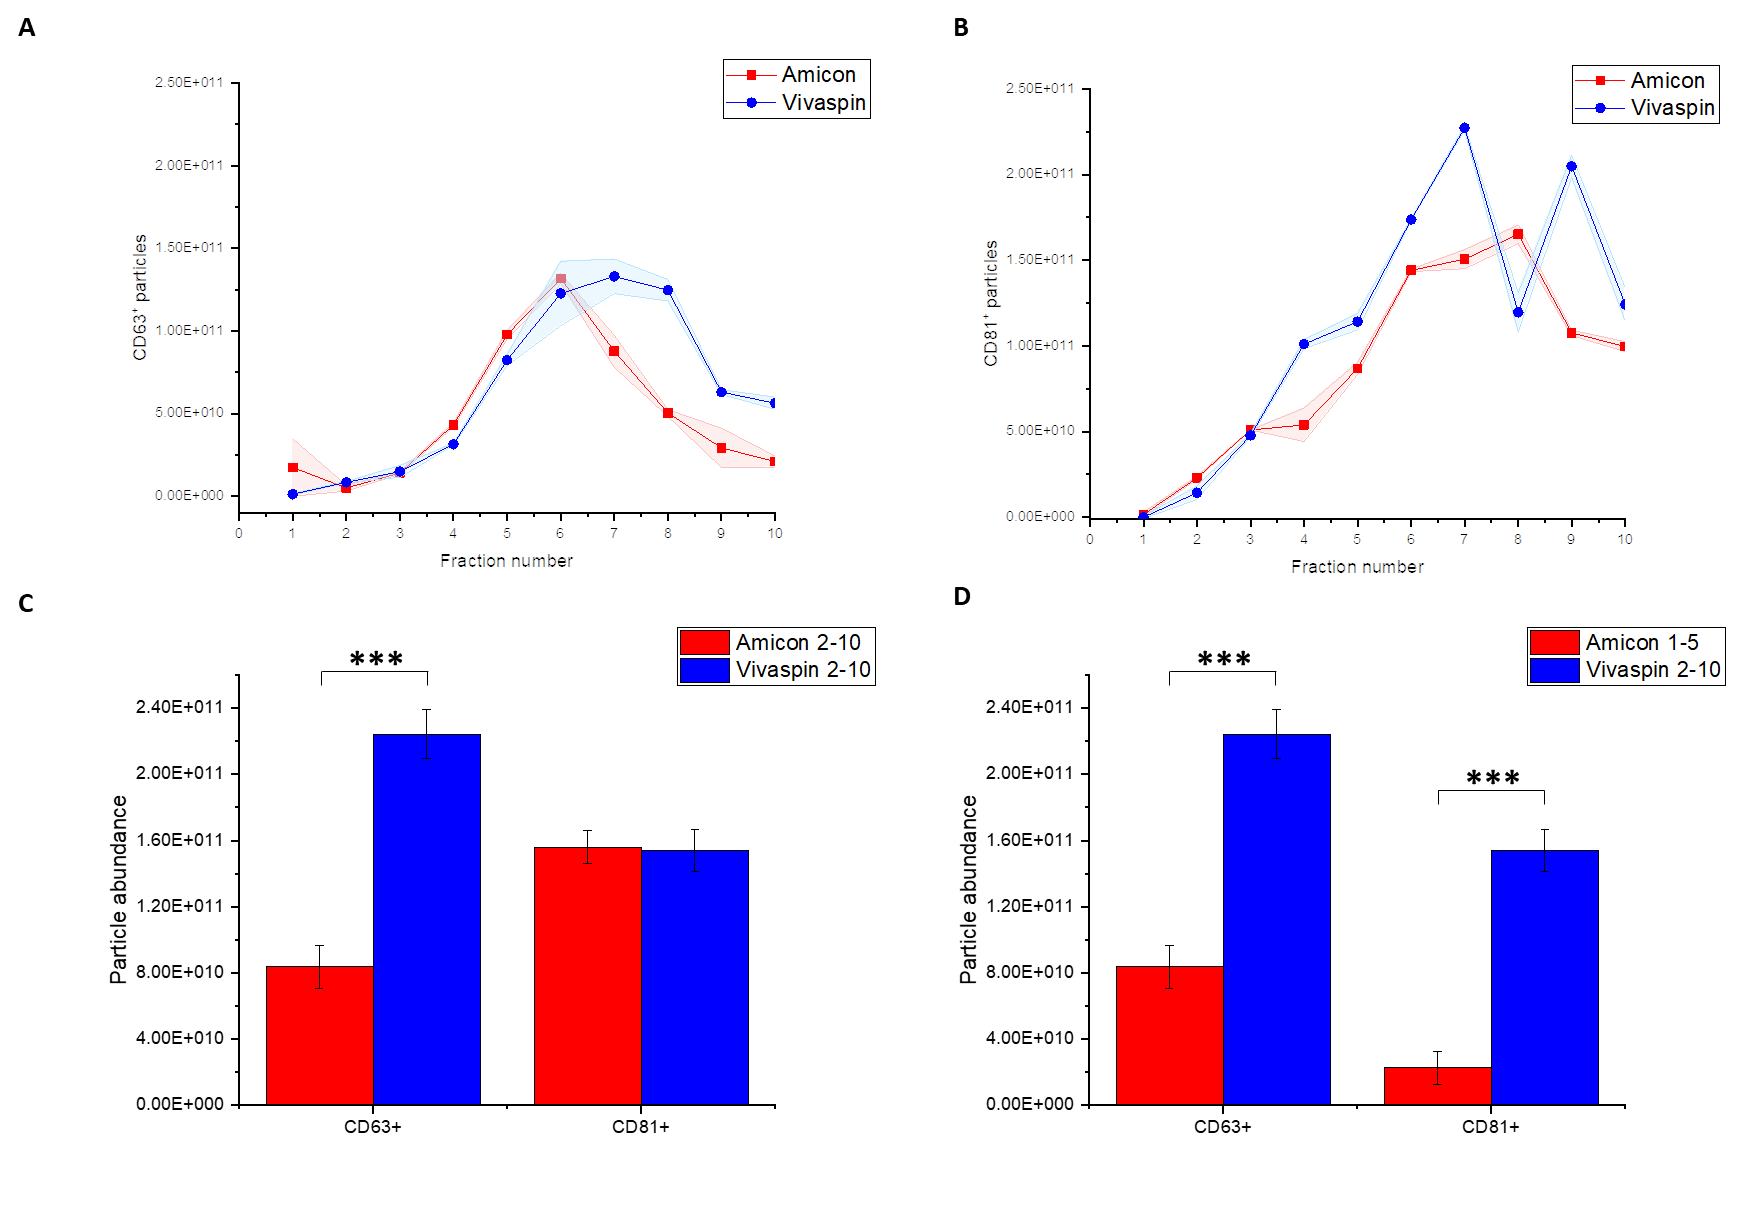 A
Amicon
Vivaspin
CD63+ particles
2.50E+011
2.00E+011
1.50E+011
1.00E+011
5.00E+010
0.00E+000
0 1 2 3 4 5 6 7 8 9 10
Fraction number
B
Amicon
Vivaspin
CD81+ particles
2.50E+011
2.00E+011
1.50E+011
1.00E+011
5.00E+010
0.00E+000
0 1 2 3 4 5 6 7 8 9 10
Fraction number
C
Amicon 2-10
Vivaspin 2-10
***
Particle abundance
2.40E+011
2.00E+011
1.60E+011
1.20E+011
8.00E+010
4.00E+010
0.00E+000
CD63+ CD81+
D
Amicon 1-5
Vivaspin 2-10
***
***
Particle abundance
2.40E+011
2.00E+011
1.60E+011
1.20E+011
8.00E+010
4.00E+010
0.00E+000
CD63+ CD81+